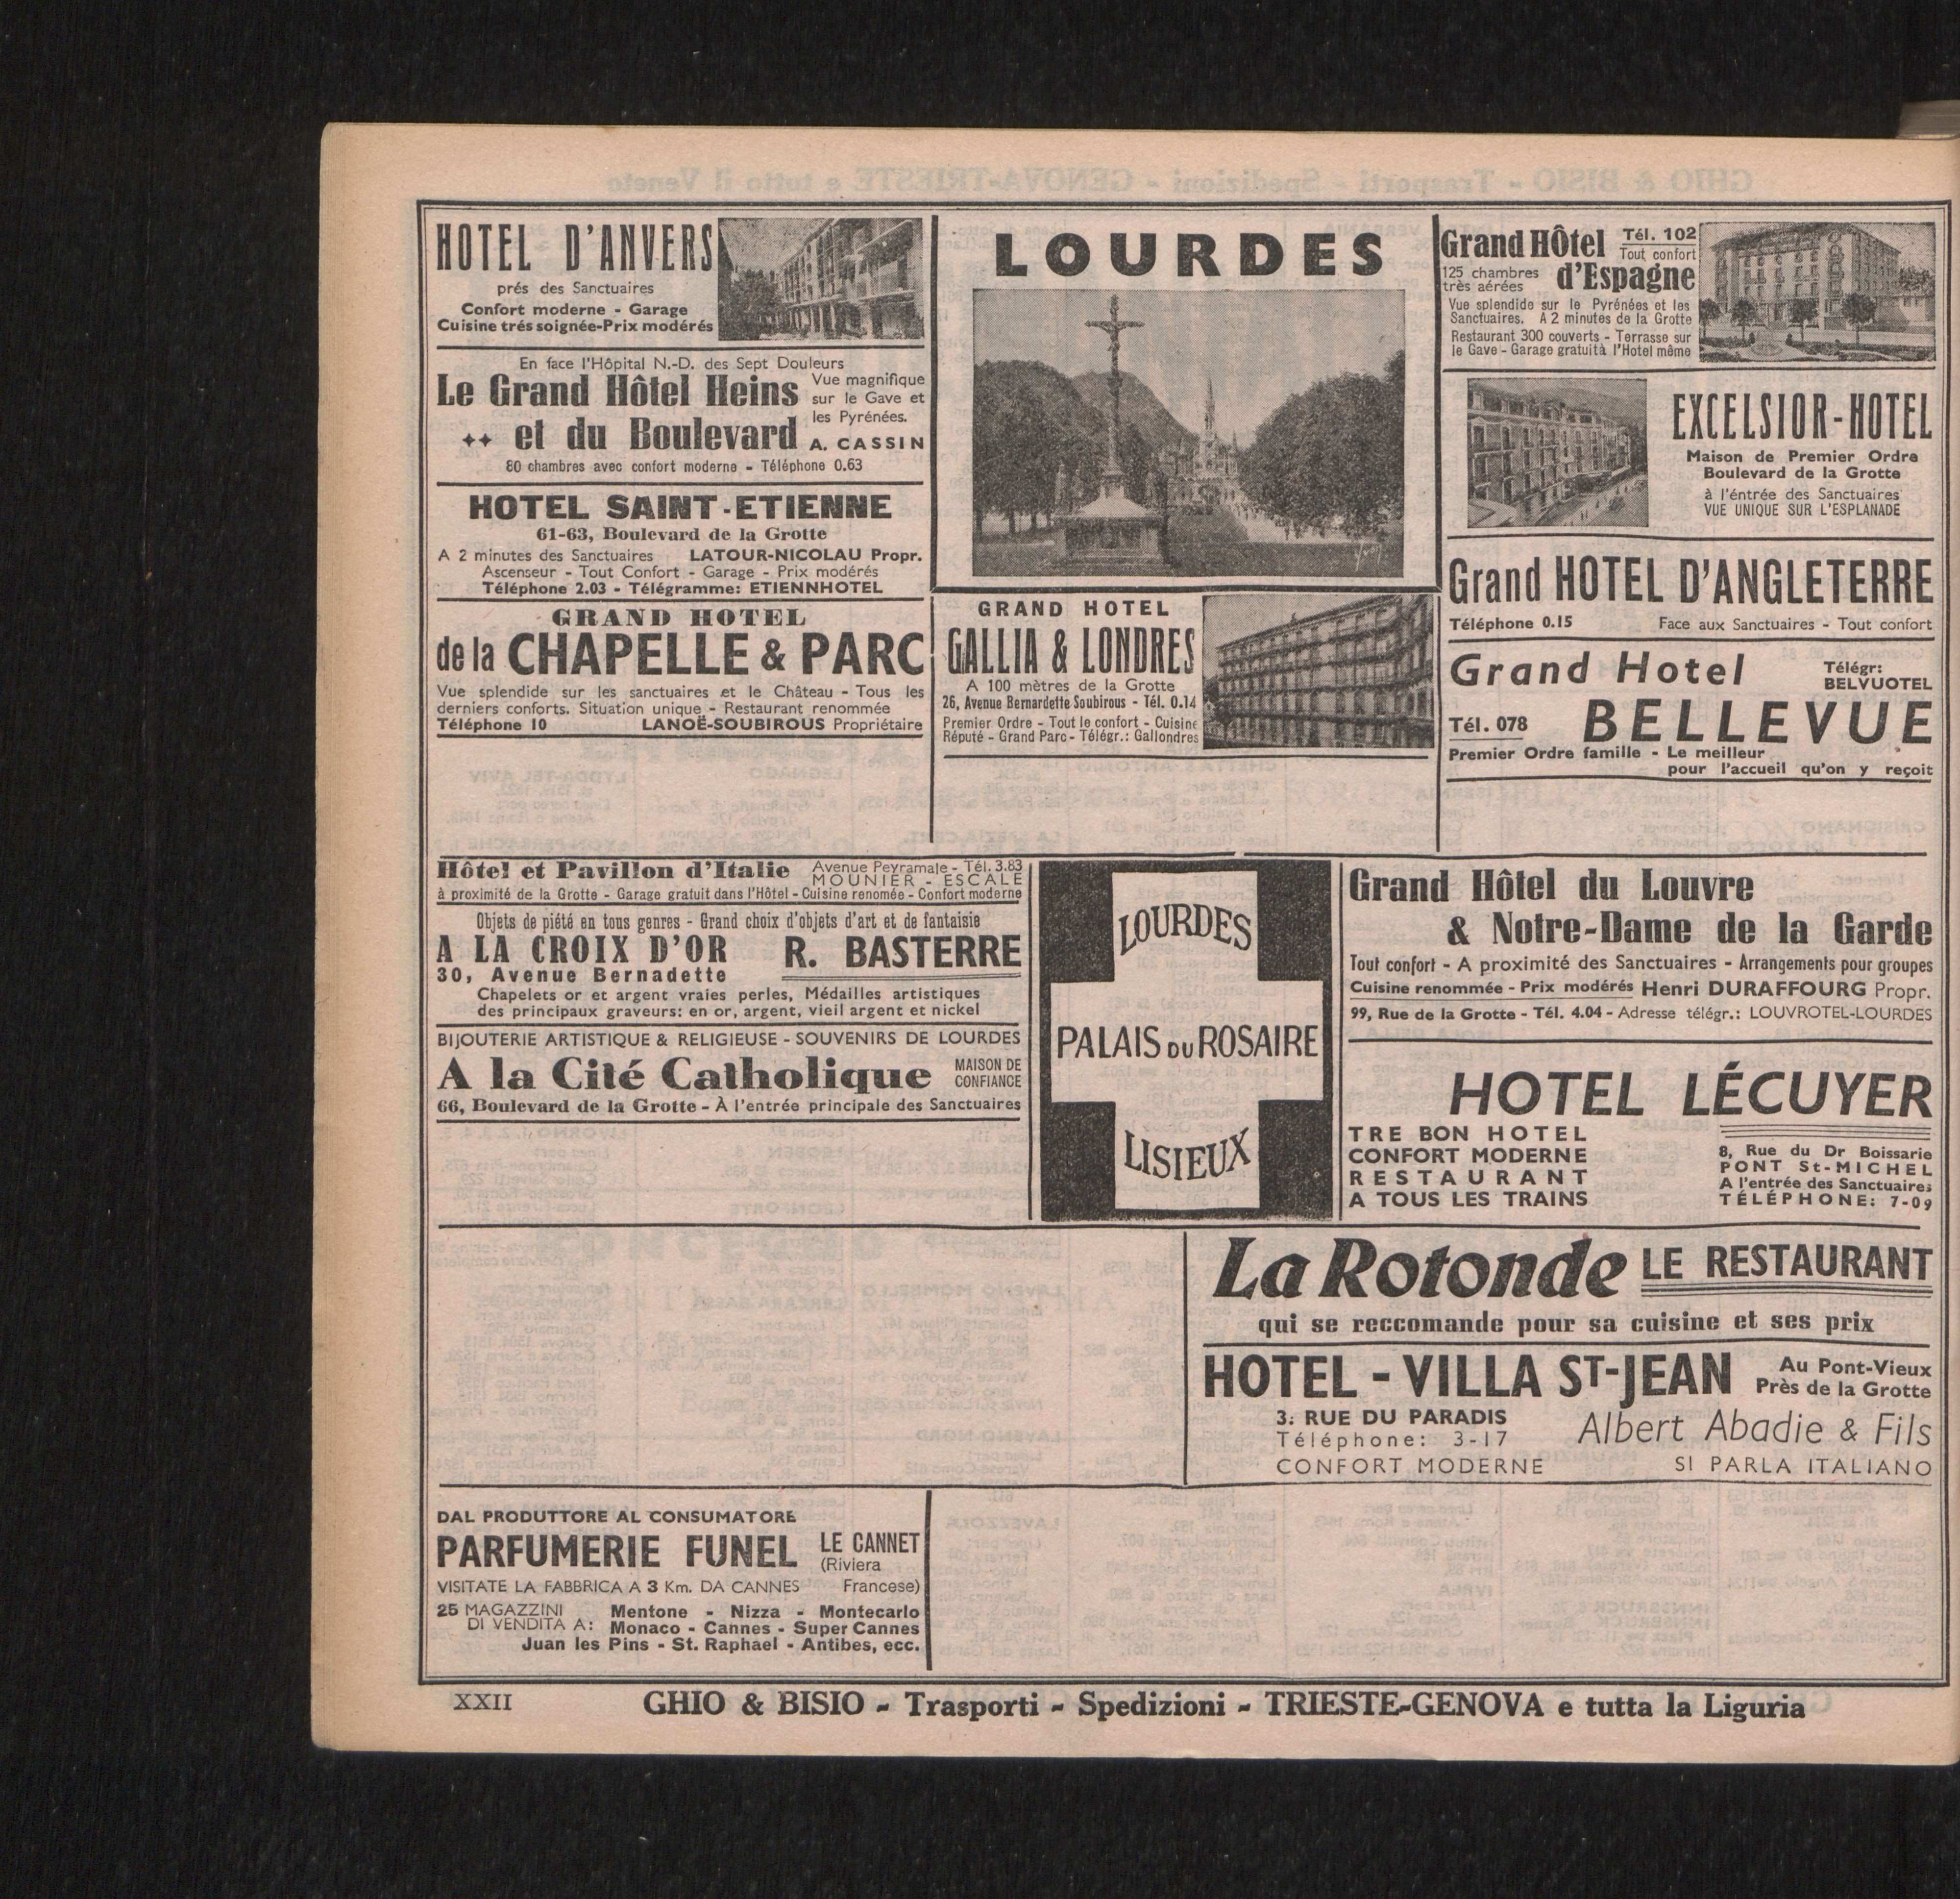 HOTEL D'ANVERS
prés des Sanctuaires
Confort moderne - Garage
Cuisine trés soignée-Prix modérés
En face l'Hôpital N.-D. des Sept Douleurs
Le Grand Hôtel Heins
et du Boulevard
Vue magnifique
sur le Gave et
les Pyrénées.
A. CASSIN
80 chambres avec confort moderne - Téléphone 0.63
HOTEL SAINT-ETIENNE
61-63, Boulevard de la Grotte
A 2 minutes des Sanctuaires LATOUR-NICOLAU Propr.
Ascenseur - Tout Confort - Garage - Prix modérés
Téléphone 2.03 - Télégramme: ETIENNHOTEL
GRAND HOTEL
de la CHAPELLE & PARC
Vue splendide sur les sanctuaires et le Château - Tous les
derniers conforts. Situation unique - Restaurant renommée
Téléphone 10 LANOË-SOUBIROUS Propriétaire
LOURDES
Yvon
GRAND HOTEL
GALLIA & LONDRES
A 100 mètres de la Grotte
26, Avenue Bernardette Soubirous - Tél. 0.14
Premier Ordre - Tout le confort - Cuisine
Réputé - Grand Parc - Télégr.: Gallondres
Grand HÔtel Tél. 102
Tout confort
125 chambres
très aérées
d'Espagne
Vue splendide sur le Pyrénées et les
Sanctuaires. A 2 minutes de la Grotte
Restaurant 300 couverts - Terrasse sur
le Gave - Garage gratuità l'Hotel même
EXCELSIOR-HOTEL
Maison de Premier Ordre
Boulevard de la Grotte
à l'éntrée des Sanctuaires
VUE UNIQUE SUR L'ESPLANADE
Grand HOTEL D'ANGLETERRE
Téléphone 0.15 Face aux Sanctuaires - Tout confort
Grand Hotel
Télégr:
BELVUOTEL
Tél. 078 BELLEVUE
Premier Ordre famille - Le meilleur
pour l'accueil qu'on y reçoit
Hôtel et Pavillon d'Italie Avenue Peyramale - Tél. 3.83
MOUNIER - ESCALE
à proximité de la Grotte - Garage gratuit dans l'Hôtel - Cuisine renomée - Confort moderne
Objets de piété en tous genres - Grand choix d'objets d'art et de fantaisie
A LA CROIX D'OR R. BASTERRE
30, Avenue Bernadette
Chapelets or et argent vraies perles, Médailles artistiques
des principaux graveurs: en or, argent, vieil argent et nickel
BIJOUTERIE ARTISTIQUE & RELIGIEUSE - SOUVENIRS DE LOURDES
A la Cité Catholique MAISON DE
CONFIANCE
66, Boulevard de la Grotte - À l'entrée principale des Sanctuaires
LOURDES
PALAIS DU ROSAIRE
LISIEUX
Grand Hôtel du Louvre
& Notre-Dame de la Garde
Tout confort - A proximité des Sanctuaires - Arrangements pour groupes
Cuisine renommée - Prix modérés Henri DURAFFOURG Propr.
99, Rue de la Grotte - Tél. 4.04 - Adresse télégr.: LOUVROTEL-LOURDES
HOTEL LÉCUYER
TRE BON HOTEL
CONFORT MODERNE
RESTAURANT
A TOUS LES TRAINS
8, Rue du Dr Boissarie
PONT St-MICHEL
A l'entrée des Sanctuaires
TÉLÉPHONE: 7-09
La Rotonde LE RESTAURANT
qui se reccomande pour sa cuisine et ses prix
HOTEL - VILLA ST-JEAN
Au Pont-Vieux
Près de la Grotte
3: RUE DU PARADIS
Téléphone: 3-17
CONFORT MODERNE
Albert Abadie & Fils
SI PARLA ITALIANO
DAL PRODUTTORE AL CONSUMATORE
PARFUMERIE FUNEL LE CANNET
(Riviera
Francese)
VISITATE LA FABBRICA A 3 Km. DA CANNES
25 MAGAZZINI
DI VENDITA A:
Mentone - Nizza - Montecarlo
Monaco - Cannes - Super Cannes
Juan les Pins - St. Raphael - Antibes, ecc.
XXII GHIO & BISIO - Trasporti - Spedizioni - TRIESTE-GENOVA e tutta la Liguria